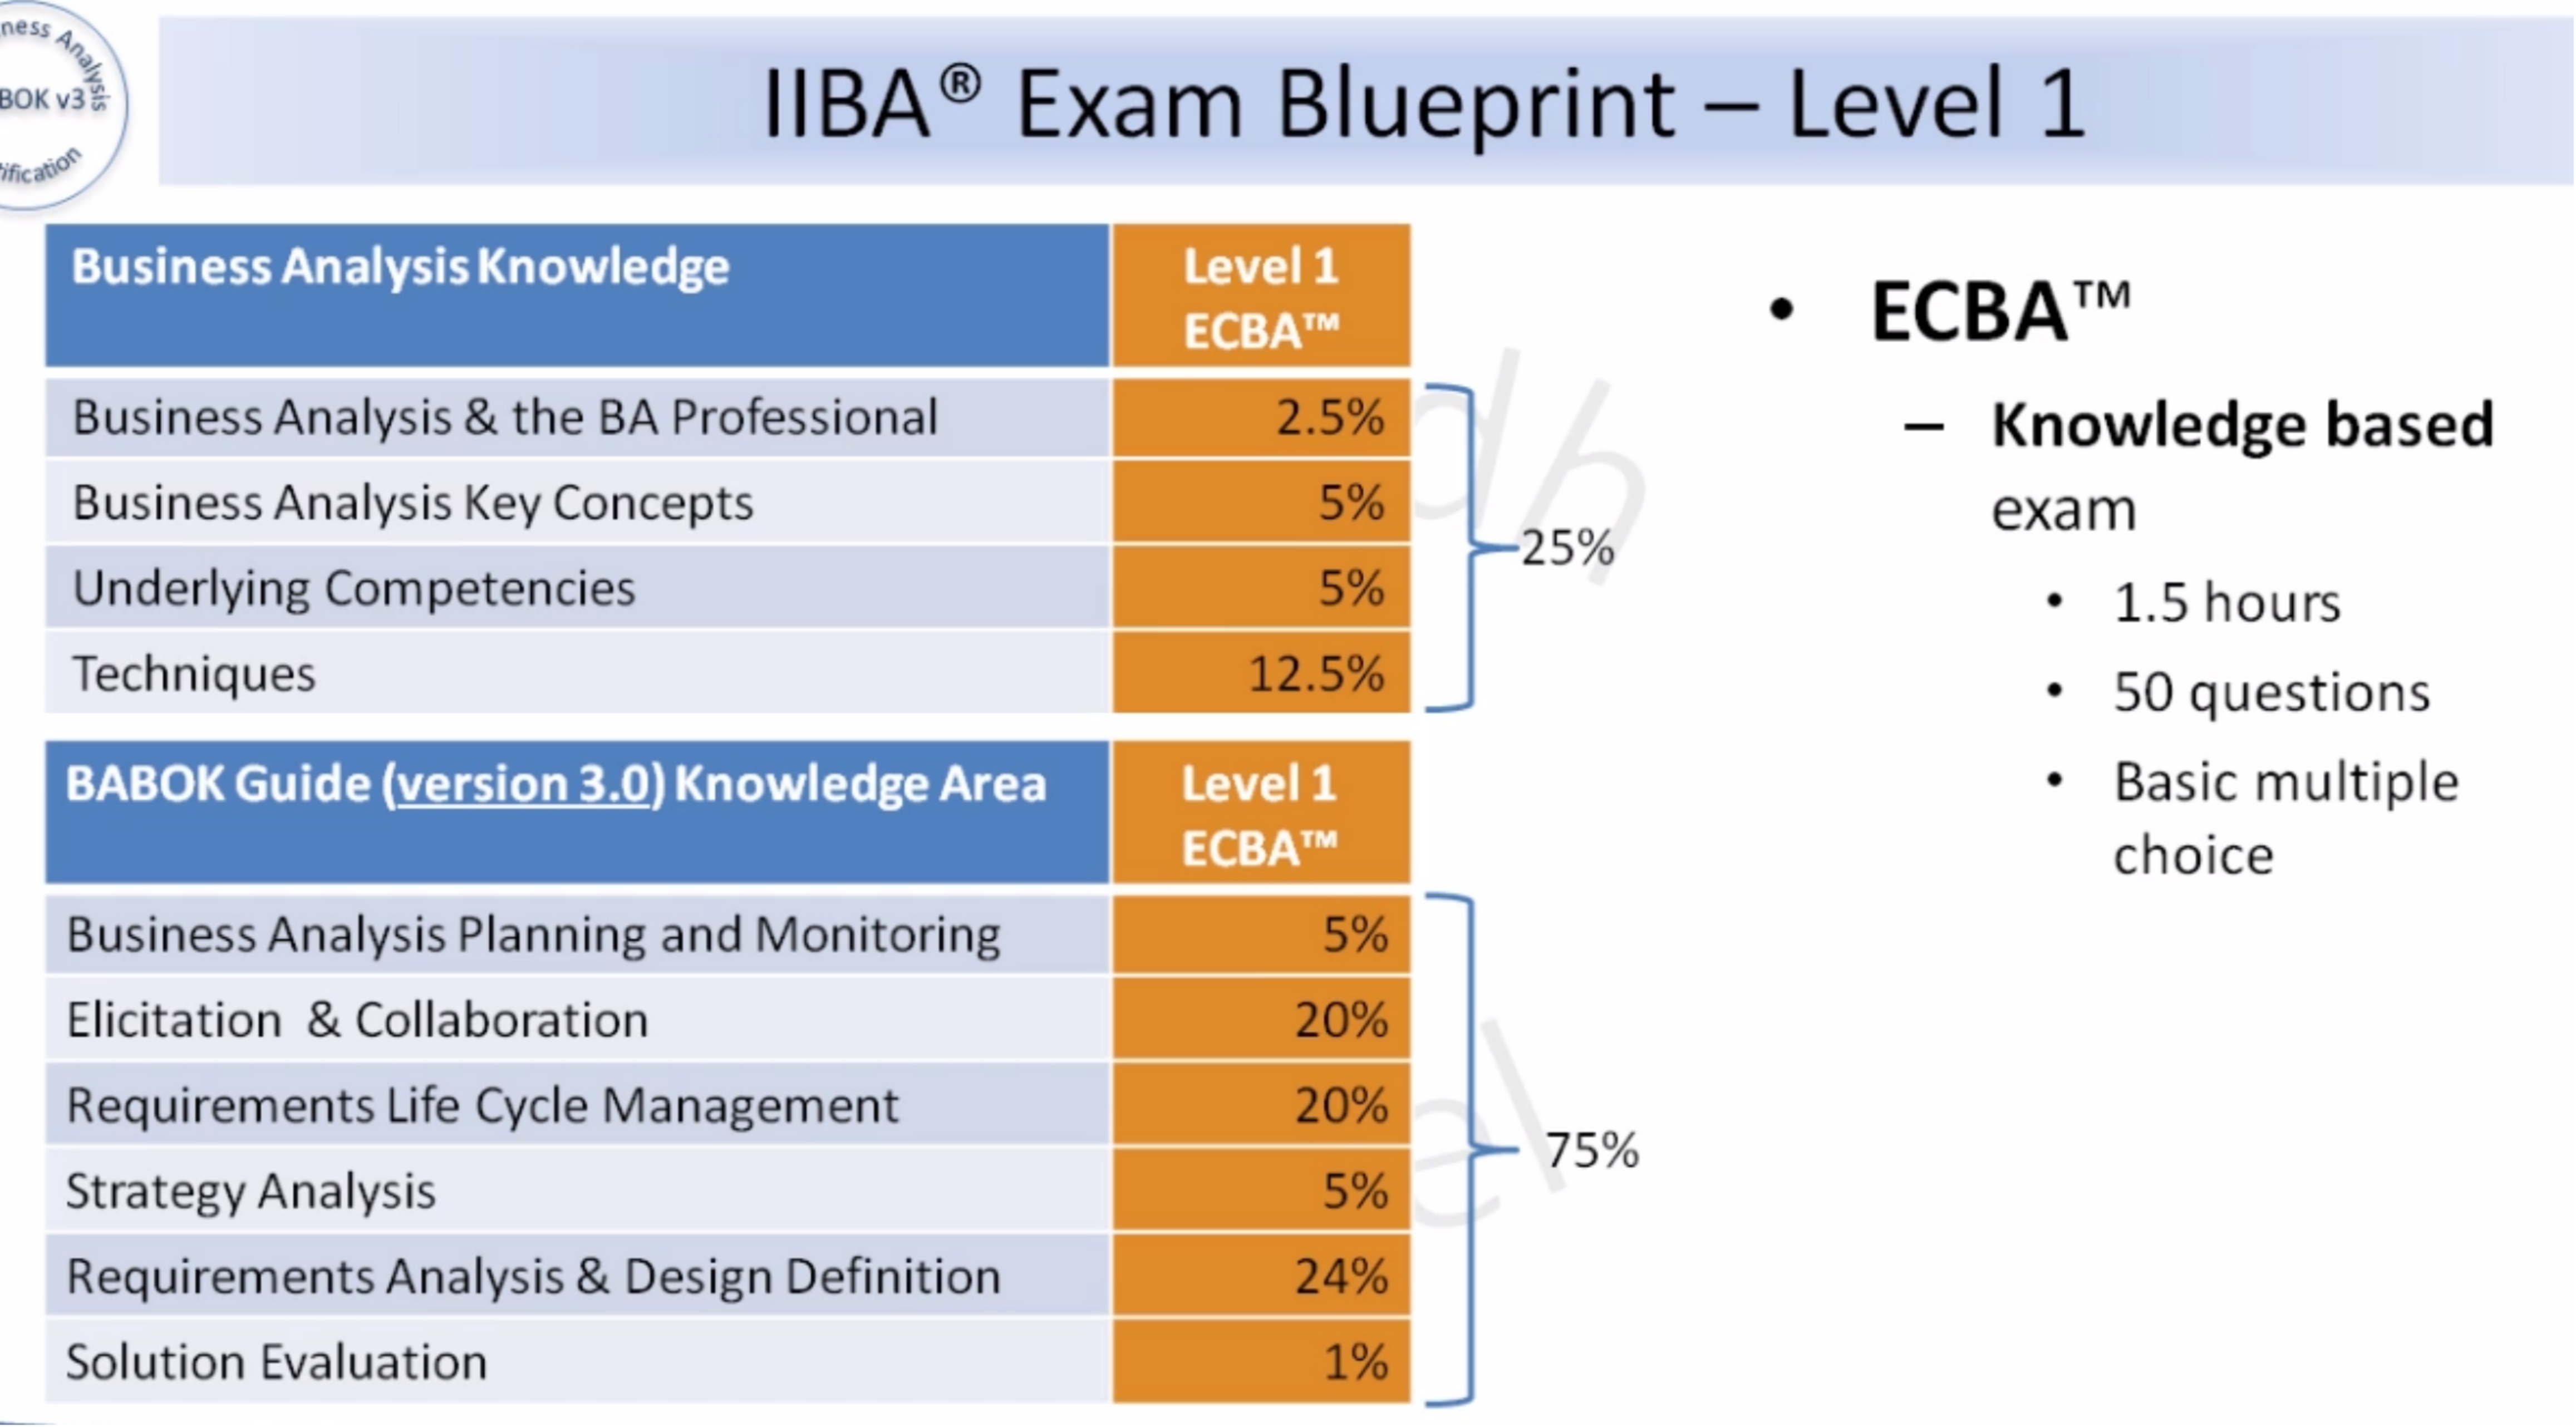 ness Analysis
BOK v3
ification
IIBA® Exam Blueprint – Level 1
Business Analysis Knowledge
Level 1
ECBA™
Business Analysis & the BA Professional 2.5%
Business Analysis Key Concepts 5%
Underlying Competencies 5%
Techniques 12.5%
25%
BABOK Guide (version 3.0) Knowledge Area
Level 1
ECBA™
Business Analysis Planning and Monitoring 5%
Elicitation & Collaboration 20%
Requirements Life Cycle Management 20%
Strategy Analysis 5%
Requirements Analysis & Design Definition 24%
Solution Evaluation 1%
75%
• ECBA™
– Knowledge based
exam
• 1.5 hours
• 50 questions
• Basic multiple
choice
dh
el